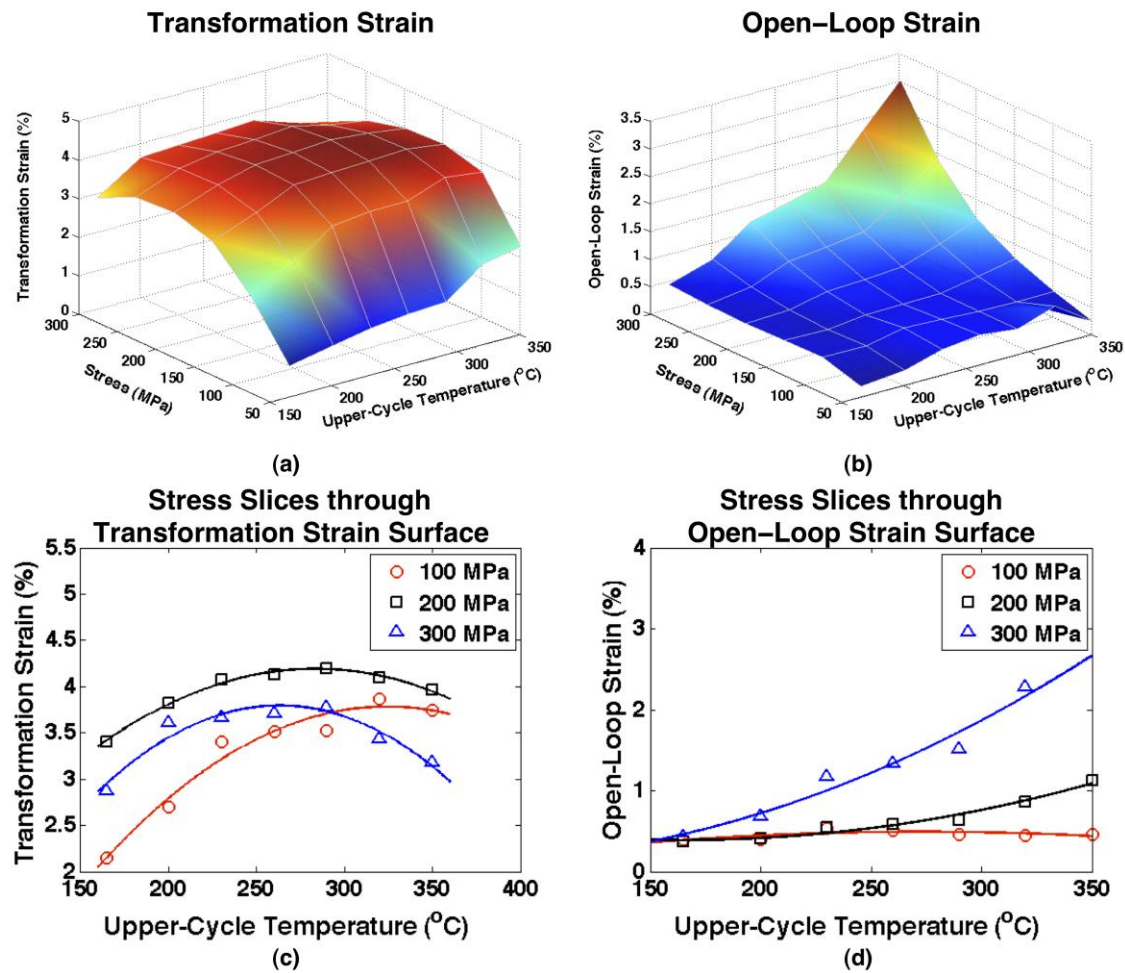 Transformation Strain
Open−Loop Strain
Transformation Strain (%)
5
4
3
2
1
0
300
250
200
150
100
50
Stress (MPa)
150
200
250
300
350
Upper-Cycle Temperature (°C)
(a)
Open-Loop Strain (%)
3.5
3
2.5
2
1.5
1
0.5
0
300
250
200
150
100
50
Stress (MPa)
150
200
250
300
350
Upper-Cycle Temperature (°C)
(b)
Stress Slices through
Transformation Strain Surface
Transformation Strain (%)
5.5
5
4.5
4
3.5
3
2.5
2
150 200 250 300 350 400
100 MPa
200 MPa
300 MPa
Upper-Cycle Temperature (°C)
(c)
Stress Slices through
Open−Loop Strain Surface
Open-Loop Strain (%)
4
3
2
1
0
150 200 250 300 350
100 MPa
200 MPa
300 MPa
Upper-Cycle Temperature (°C)
(d)